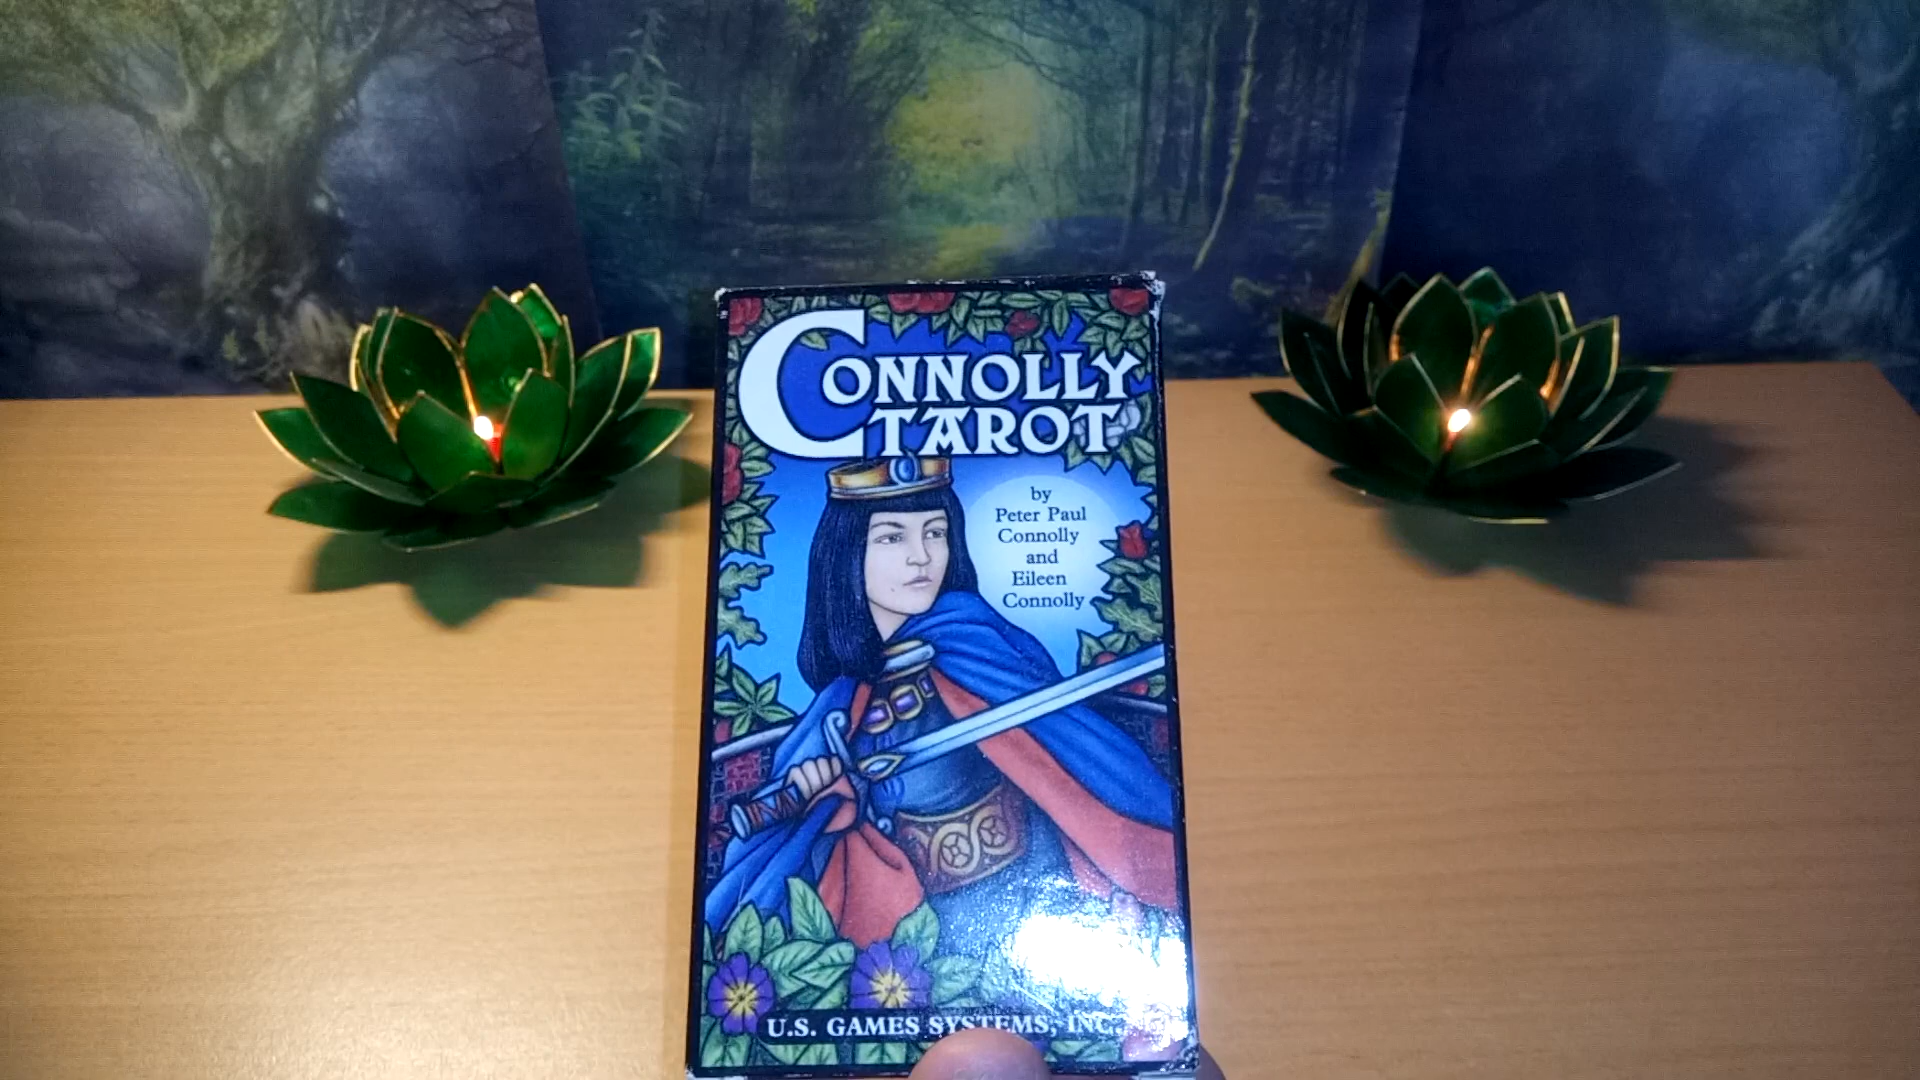 CONNOLLY
TAROT
by
Peter Paul
Connolly
and
Eileen
Connolly
U.S. GAMES SYSTEMS, INC.